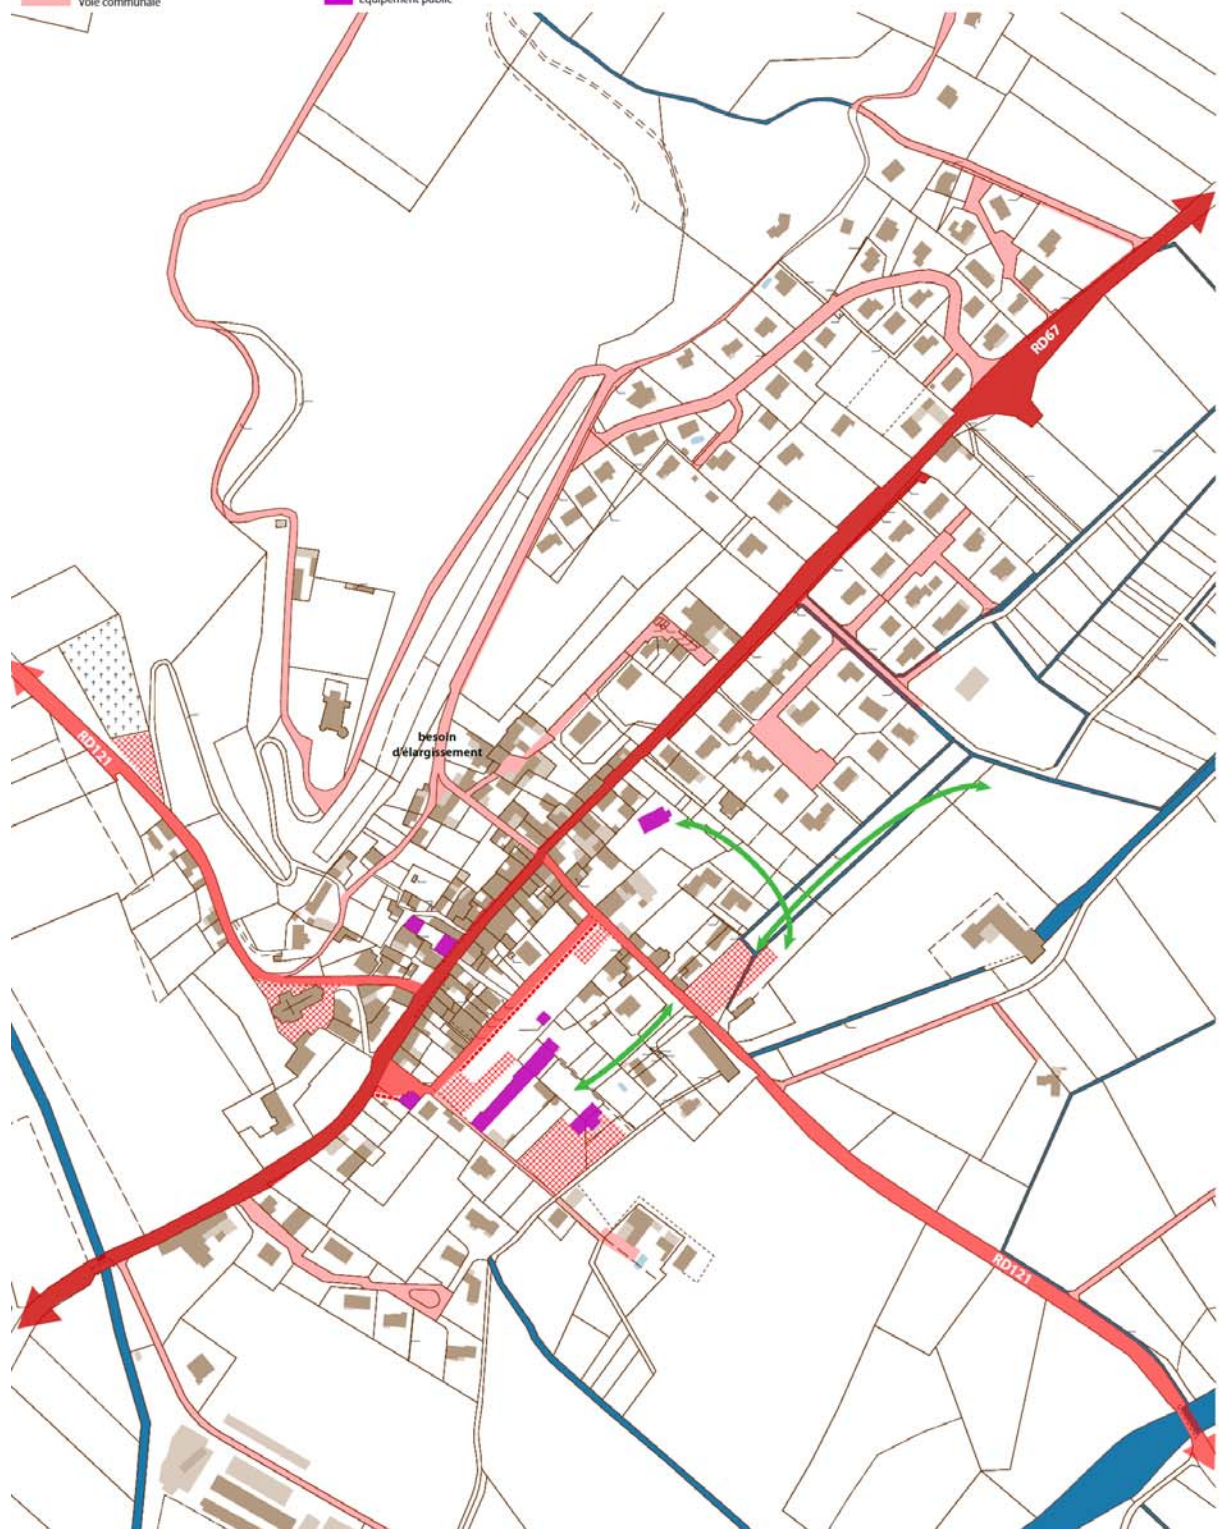 Voie communale
Equipement public
RD67
RD121
besoin
d'élargissement
RD121